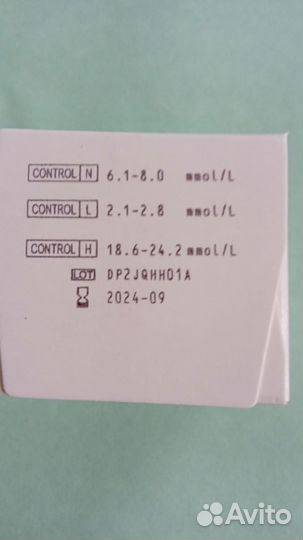 CONTROL N 6.1-8.0 mmol/L
CONTROL L 2.1-2.8 mmol/L
CONTROL H 18.6-24.2 mmol/L
LOT DP2JQHH01A
2024-09
Avito